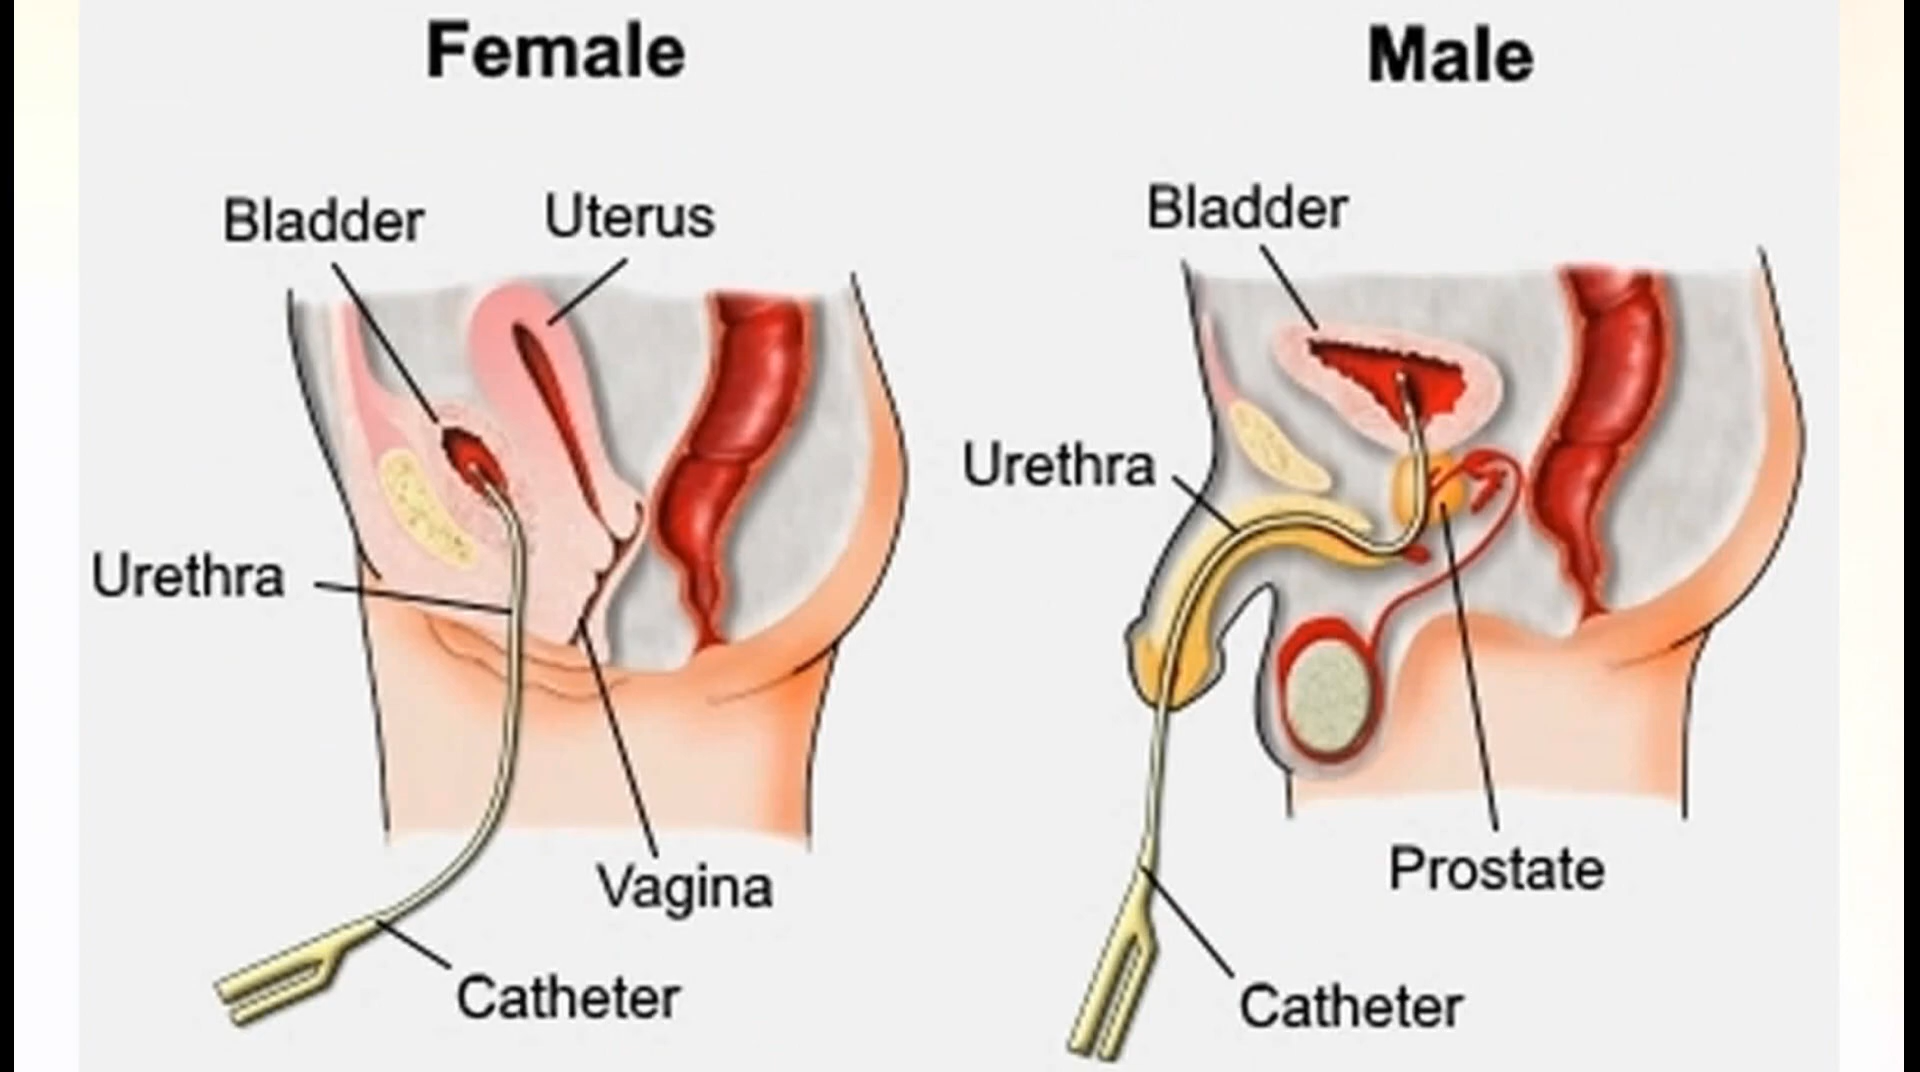 Female
Bladder
Uterus
Urethra
Vagina
Catheter
Male
Bladder
Urethra
Prostate
Catheter